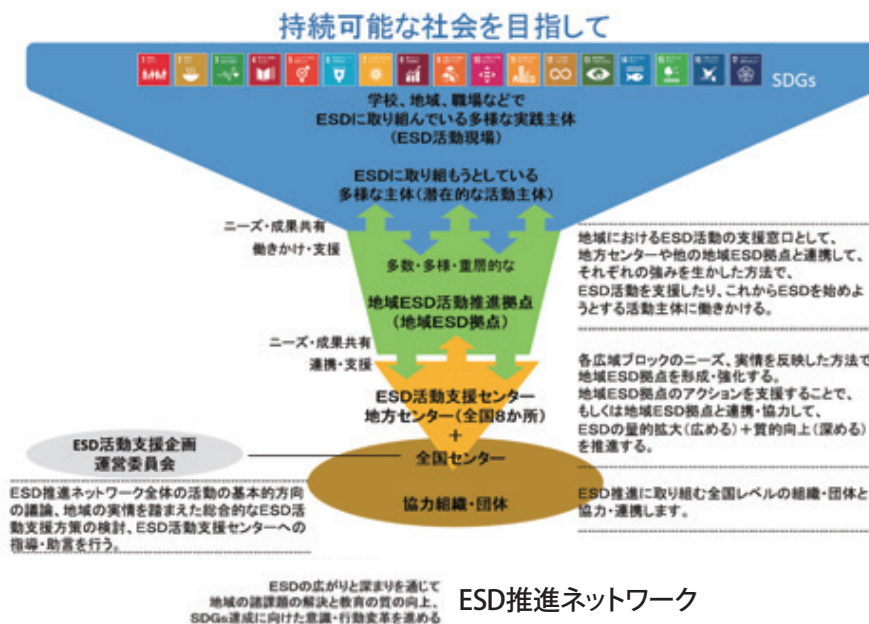 持続可能な社会を目指して
SDGs
学校、地域、職場などで
ESDに取り組んでいる多様な実践主体
(ESD活動現場)
ESDに取り組もうとしている
多様な主体(潜在的な活動主体)
ニーズ・成果共有
働きかけ・支援
多数・多様・重層的な
地域ESD活動推進拠点
(地域ESD拠点)
地域におけるESD活動の支援窓口として、
地方センターや他の地域ESD拠点と連携して、
それぞれの強みを生かした方法で、
ESD活動を支援したり、これからESDを始めよ
うとする活動主体に働きかける。
ニーズ・成果共有
連携・支援
ESD活動支援センター
地方センター(全国8か所)
+
全国センター
協力組織・団体
各広域ブロックのニーズ、実情を反映した方法で
地域ESD拠点を形成・強化する。
地域ESD拠点のアクションを支援することで、
もしくは地域ESD拠点と連携・協力して、
ESDの量的拡大(広める)+質的向上(深める)
を推進する。
ESD活動支援企画
運営委員会
ESD推進ネットワーク全体の活動の基本的方向
の議論、地域の実情を踏まえた総合的なESD活
動支援方策の検討、ESD活動支援センターへの
指導・助言を行う。
ESD推進に取り組む全国レベルの組織・団体と
協力・連携します。
ESDの広がりと深まりを通じて
地域の諸課題の解決と教育の質の向上、
SDGs達成に向けた意識・行動変革を進める
ESD推進ネットワーク